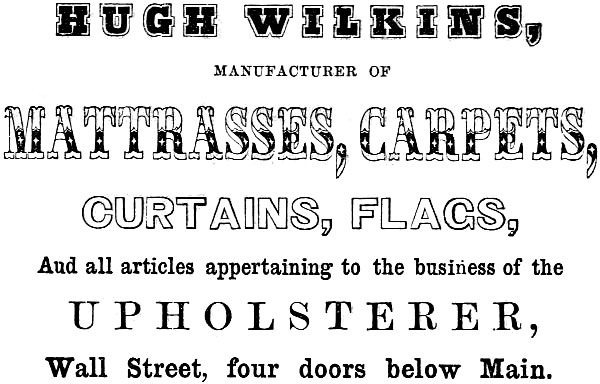 HUGH WILKINS,
MANUFACTURER OF
MATTRASSES, CARPETS,
CURTAINS, FLAGS,
Aud all articles appertaining to the business of the
UPHOLSTERER,
Wall Street, four doors below Main.